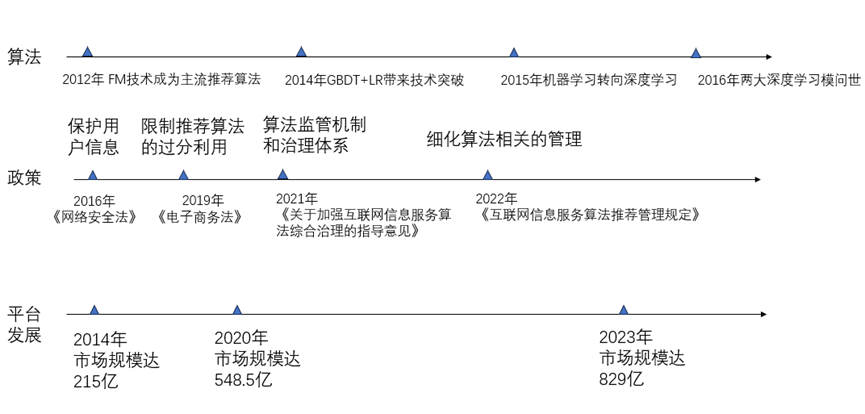 算法
2012年 FM技术成为主流推荐算法
2014年GBDT+LR带来技术突破
2015年机器学习转向深度学习
2016年两大深度学习模问世
保护用
户信息
限制推荐算法
的过分利用
算法监管机制
和治理体系
细化算法相关的管理
政策
2016年
《网络安全法》
2019年
《电子商务法》
2021年
《关于加强互联网信息服务算
法综合治理的指导意见》
2022年
《互联网信息服务算法推荐管理规定》
平台
发展
2014年
市场规模达
215亿
2020年
市场规模达
548.5亿
2023年
市场规模达
829亿